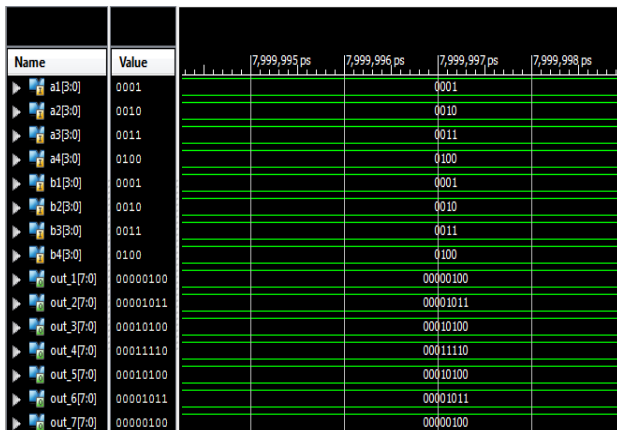 Name Value 7,999,995 ps 7,999,996 ps 7,999,997 ps 7,999,998 ps
a1[3:0] 0001 0001
a2[3:0] 0010 0010
a3[3:0] 0011 0011
a4[3:0] 0100 0100
b1[3:0] 0001 0001
b2[3:0] 0010 0010
b3[3:0] 0011 0011
b4[3:0] 0100 0100
out_1[7:0] 00000100 00000100
out_2[7:0] 00001011 00001011
out_3[7:0] 00010100 00010100
out_4[7:0] 00011110 00011110
out_5[7:0] 00010100 00010100
out_6[7:0] 00001011 00001011
out_7[7:0] 00000100 00000100